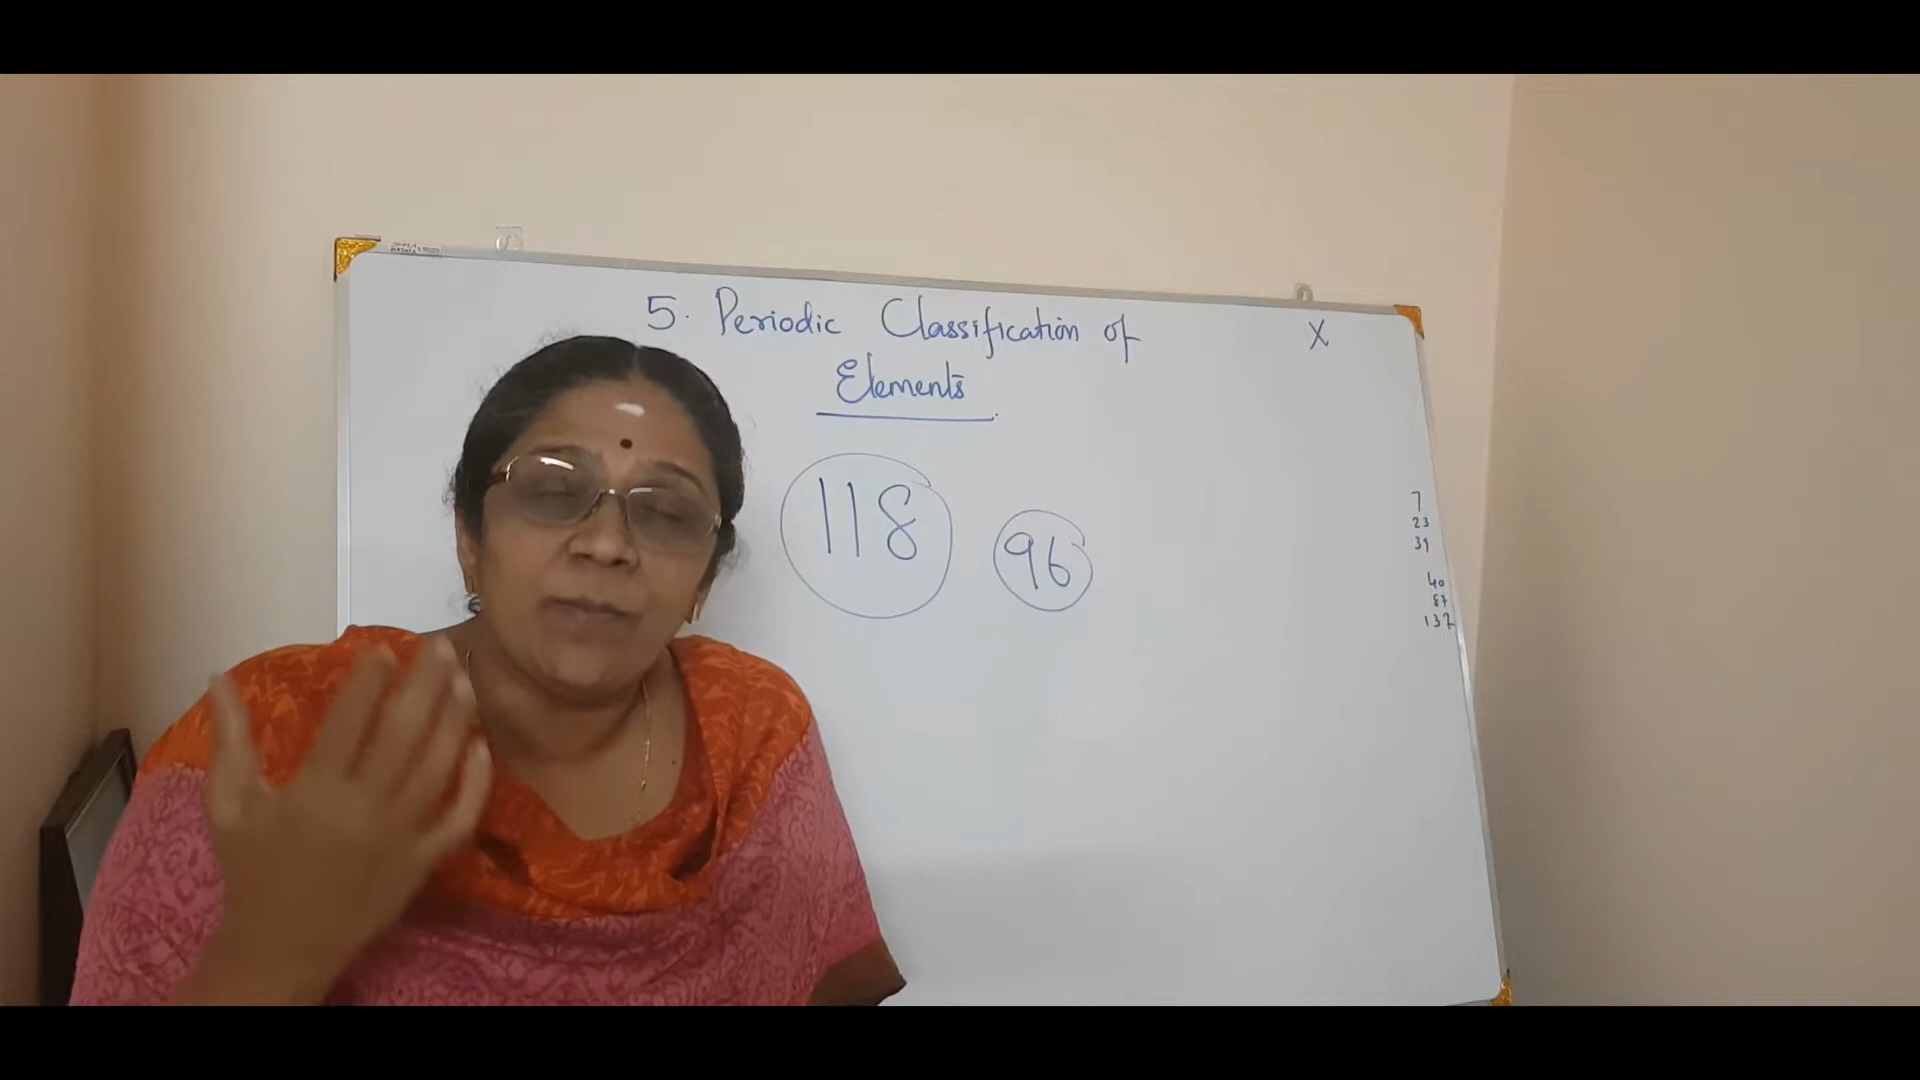 5. Periodic Classification of
Elements
X
118
96
7
23
39
40
87
137